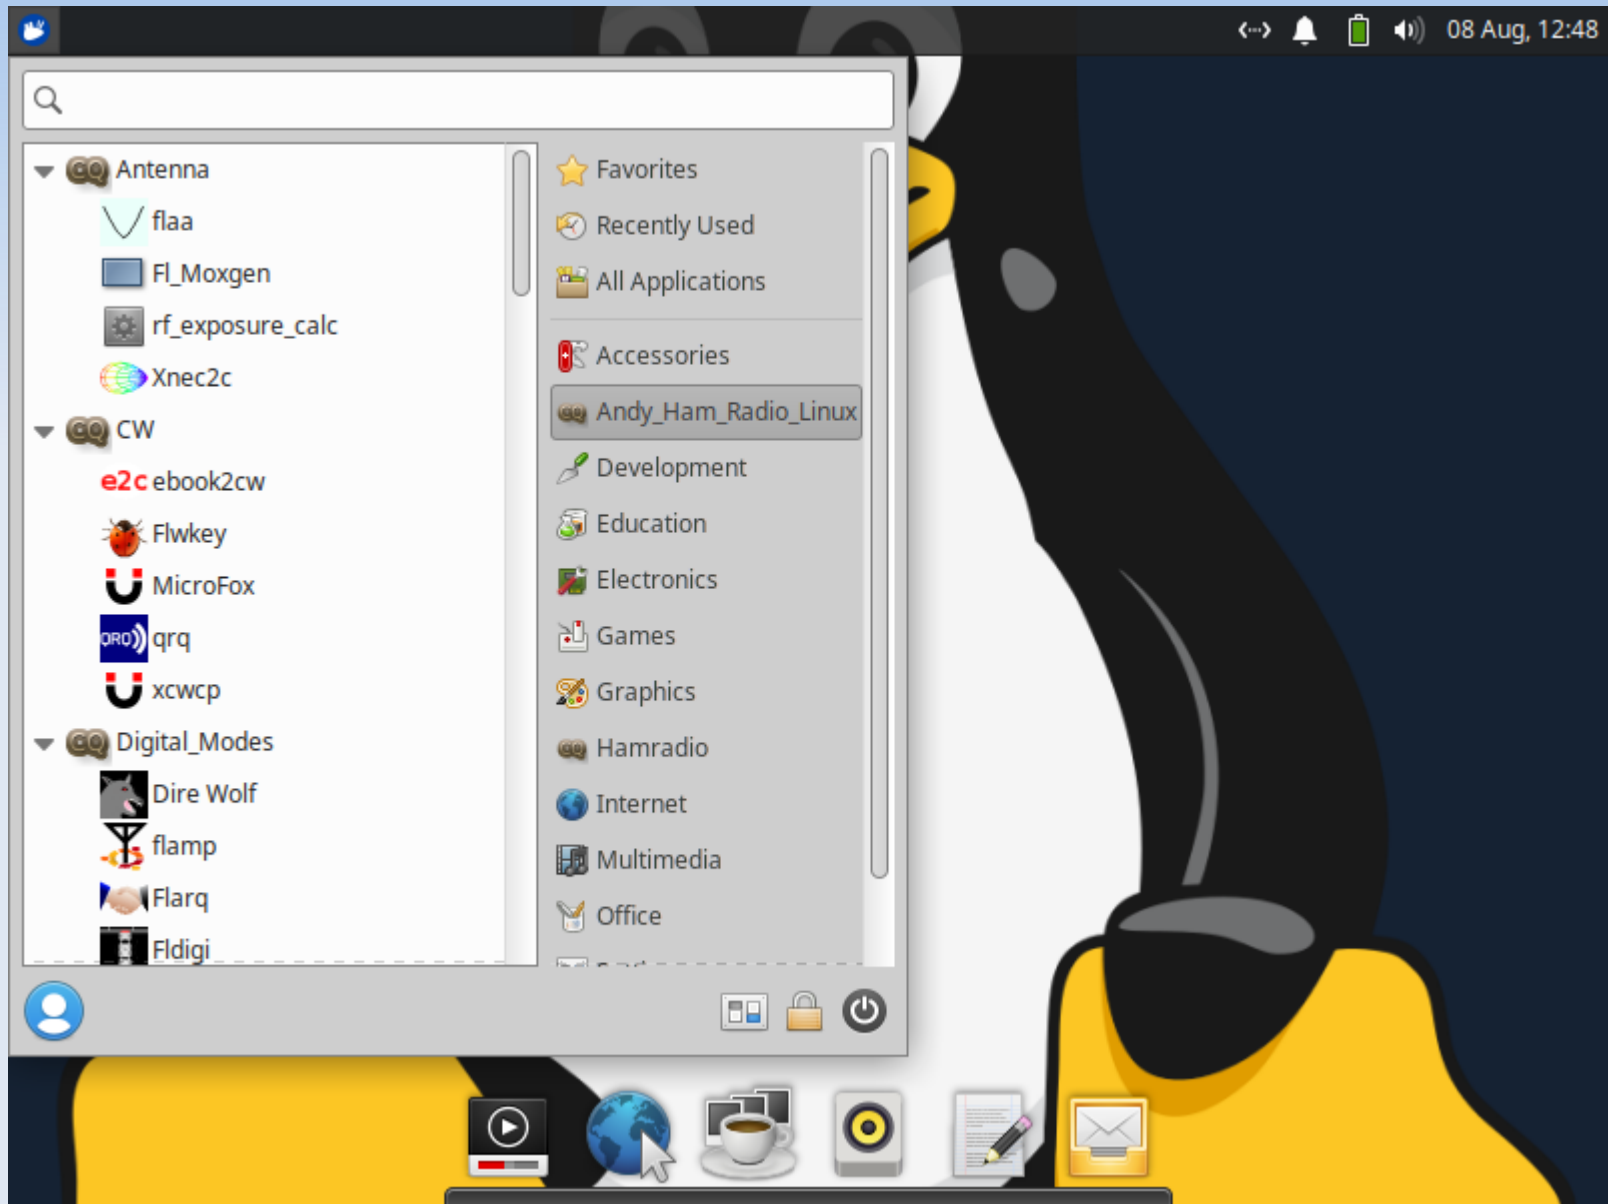 08 Aug, 12:48
Antenna
flaa
Fl_Moxgen
rf_exposure_calc
Xnec2c
CW
e2c ebook2cw
Flwkey
MicroFox
QRQ qrq
xcwcp
Digital_Modes
Dire Wolf
flamp
Flarq
Fldigi
Favorites
Recently Used
All Applications
Accessories
Andy_Ham_Radio_Linux
Development
Education
Electronics
Games
Graphics
Hamradio
Internet
Multimedia
Office